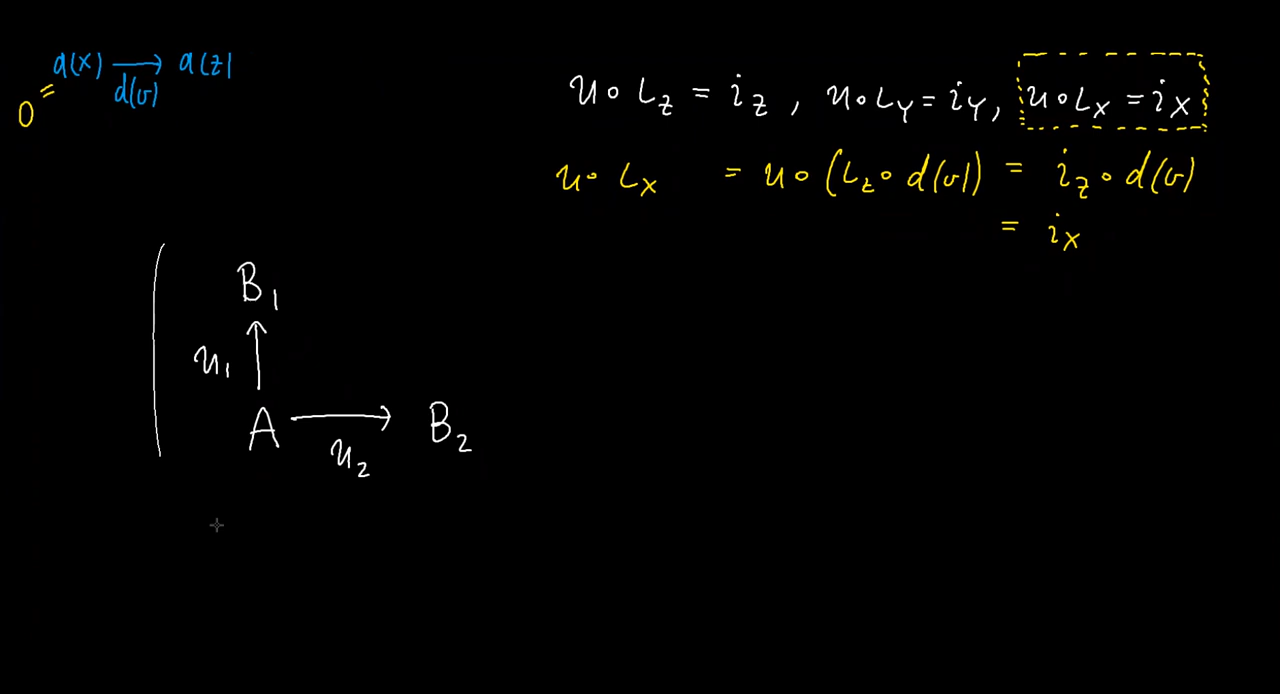 d(x) ⟶ d(z)
d(v)
0 =
u∘L_Z = i_Z , u∘L_Y = i_Y, u∘L_X = i_X
u∘L_X = u∘(L_Z∘d(v)) = i_Z∘d(v)
= i_X
B₁
u₁
A ⟶ B₂
u₂